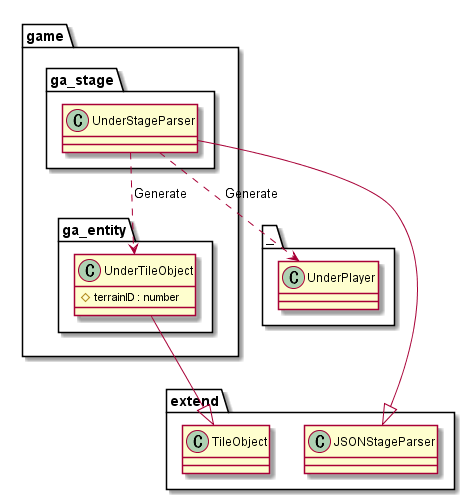 game
ga_stage
C UnderStageParser
Generate
Generate
ga_entity
C UnderTileObject
terrainID : number
_
C UnderPlayer
extend
C TileObject
C JSONStageParser